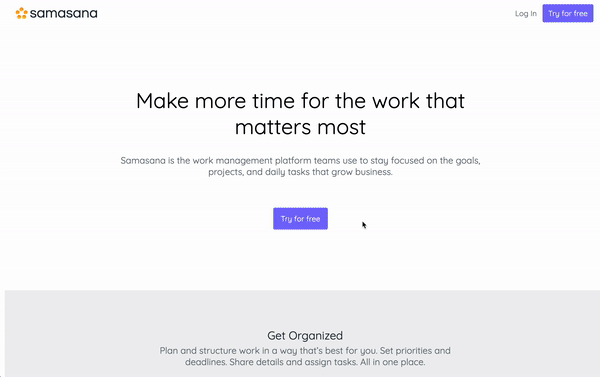 samasana
Log In
Try for free
Make more time for the work that
matters most
Samasana is the work management platform teams use to stay focused on the goals,
projects, and daily tasks that grow business.
Try for free
Get Organized
Plan and structure work in a way that's best for you. Set priorities and
deadlines. Share details and assign tasks. All in one place.